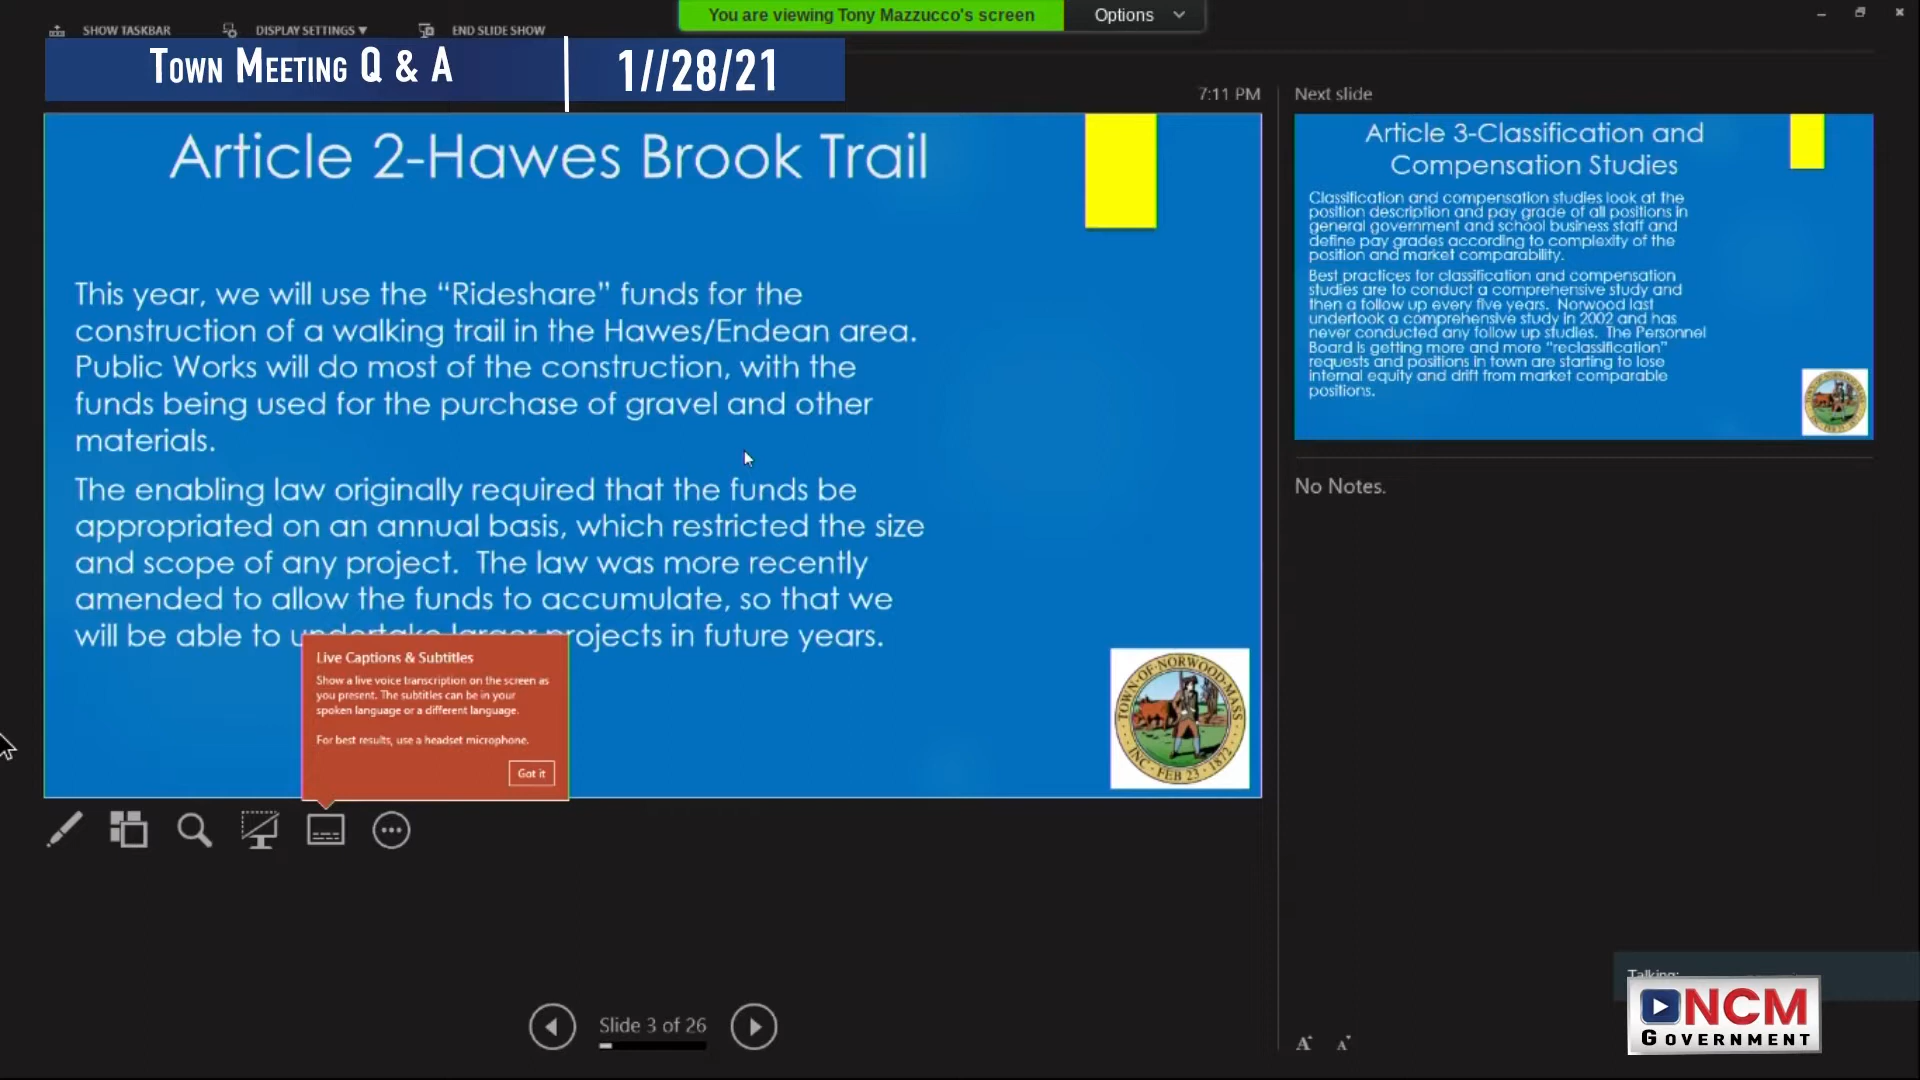 You are viewing Tony Mazzucco's screen
Options
SHOW TASKBAR
DISPLAY SETTINGS ▾
END SLIDE SHOW
TOWN MEETING Q & A
1//28/21
7:11 PM
Next slide
Article 2-Hawes Brook Trail
This year, we will use the “Rideshare” funds for the
construction of a walking trail in the Hawes/Endean area.
Public Works will do most of the construction, with the
funds being used for the purchase of gravel and other
materials.
The enabling law originally required that the funds be
appropriated on an annual basis, which restricted the size
and scope of any project. The law was more recently
amended to allow the funds to accumulate, so that we
will be able to undertake larger projects in future years.
TOWN·OF·NORWOOD·MASS
INC·FEB 23·1872
Live Captions & Subtitles
Show a live voice transcription on the screen as
you present. The subtitles can be in your
spoken language or a different language.
For best results, use a headset microphone.
Got it
Slide 3 of 26
Article 3-Classification and
Compensation Studies
Classification and compensation studies look at the
position description and pay grade of all positions in
general government and school business staff and
define pay grades according to complexity of the
position and market comparability.
Best practices for classification and compensation
studies are to conduct a comprehensive study and
then a follow up every five years. Norwood last
undertook a comprehensive study in 2002 and has
never conducted any follow up studies. The Personnel
Board is getting more and more “reclassification”
requests and positions in town are starting to lose
internal equity and drift from market comparable
positions.
No Notes.
Talking:
NCM
GOVERNMENT
A
A